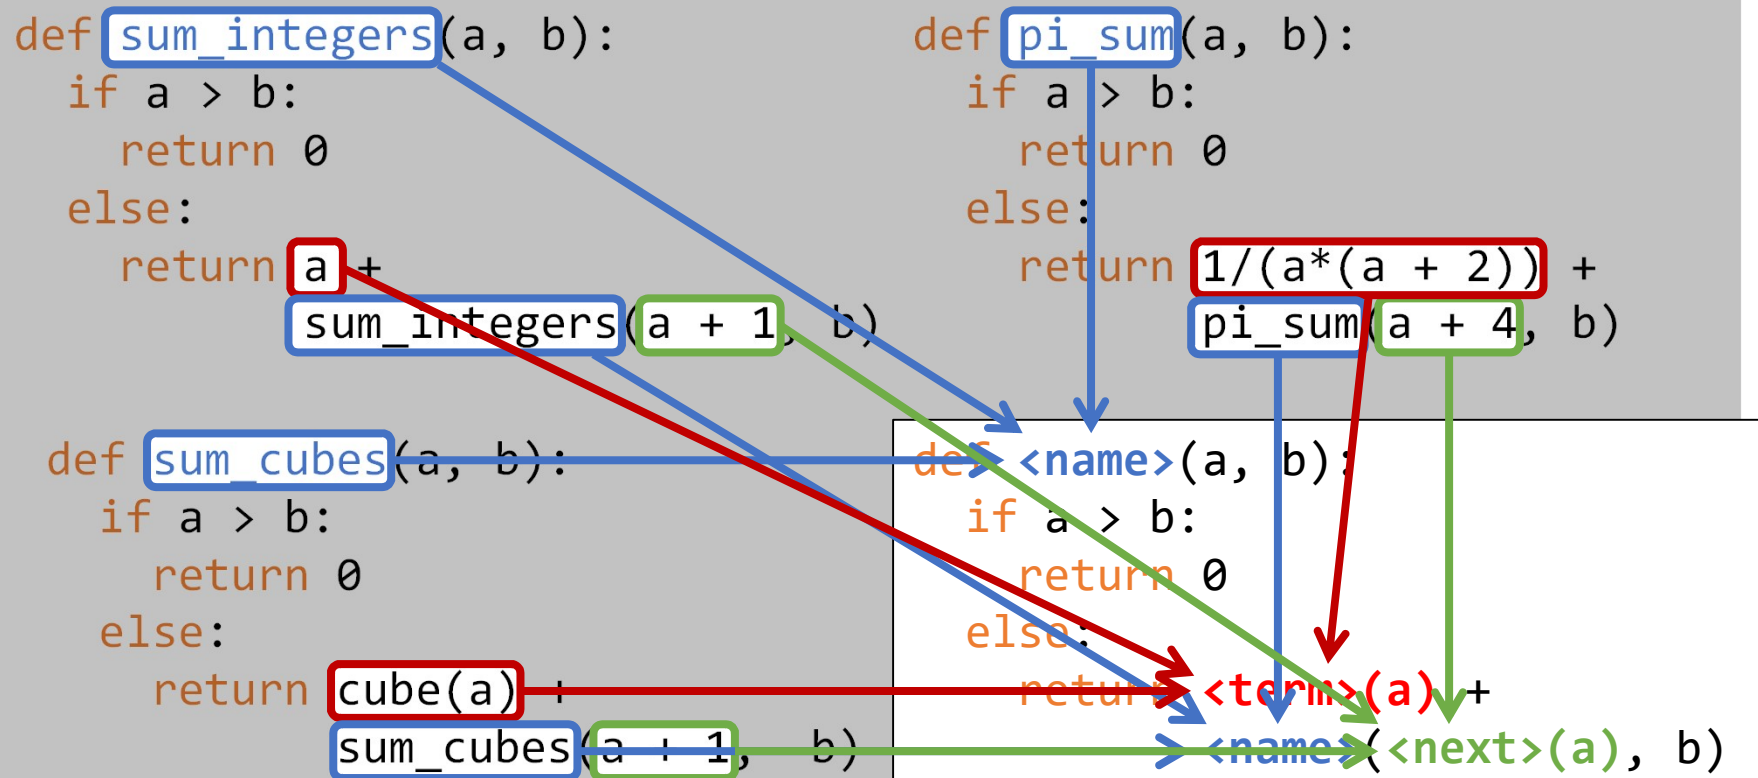 def sum_integers(a, b):
  if a > b:
    return 0
  else:
    return a +
           sum_integers(a + 1, b)
def pi_sum(a, b):
  if a > b:
    return 0
  else:
    return 1/(a*(a + 2)) +
           pi_sum(a + 4, b)
def sum_cubes(a, b):
  if a > b:
    return 0
  else:
    return cube(a) +
           sum_cubes(a + 1, b)
def <name>(a, b):
  if a > b:
    return 0
  else:
    return <term>(a) +
           <name>(<next>(a), b)